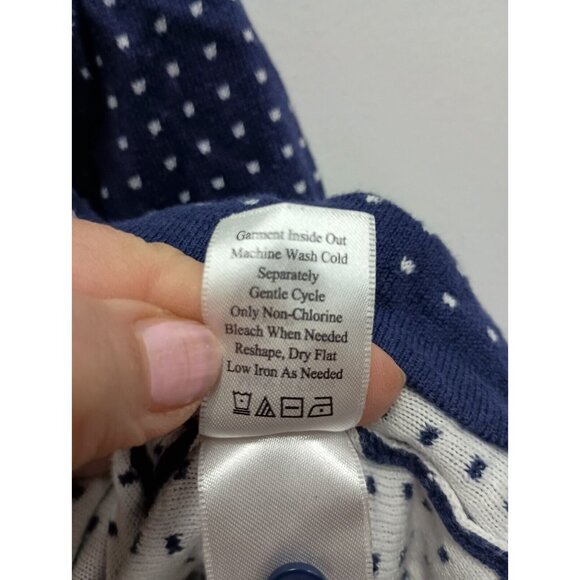 Garment Inside Out
Machine Wash Cold
Separately
Gentle Cycle
Only Non-Chlorine
Bleach When Needed
Reshape, Dry Flat
Low Iron As Needed